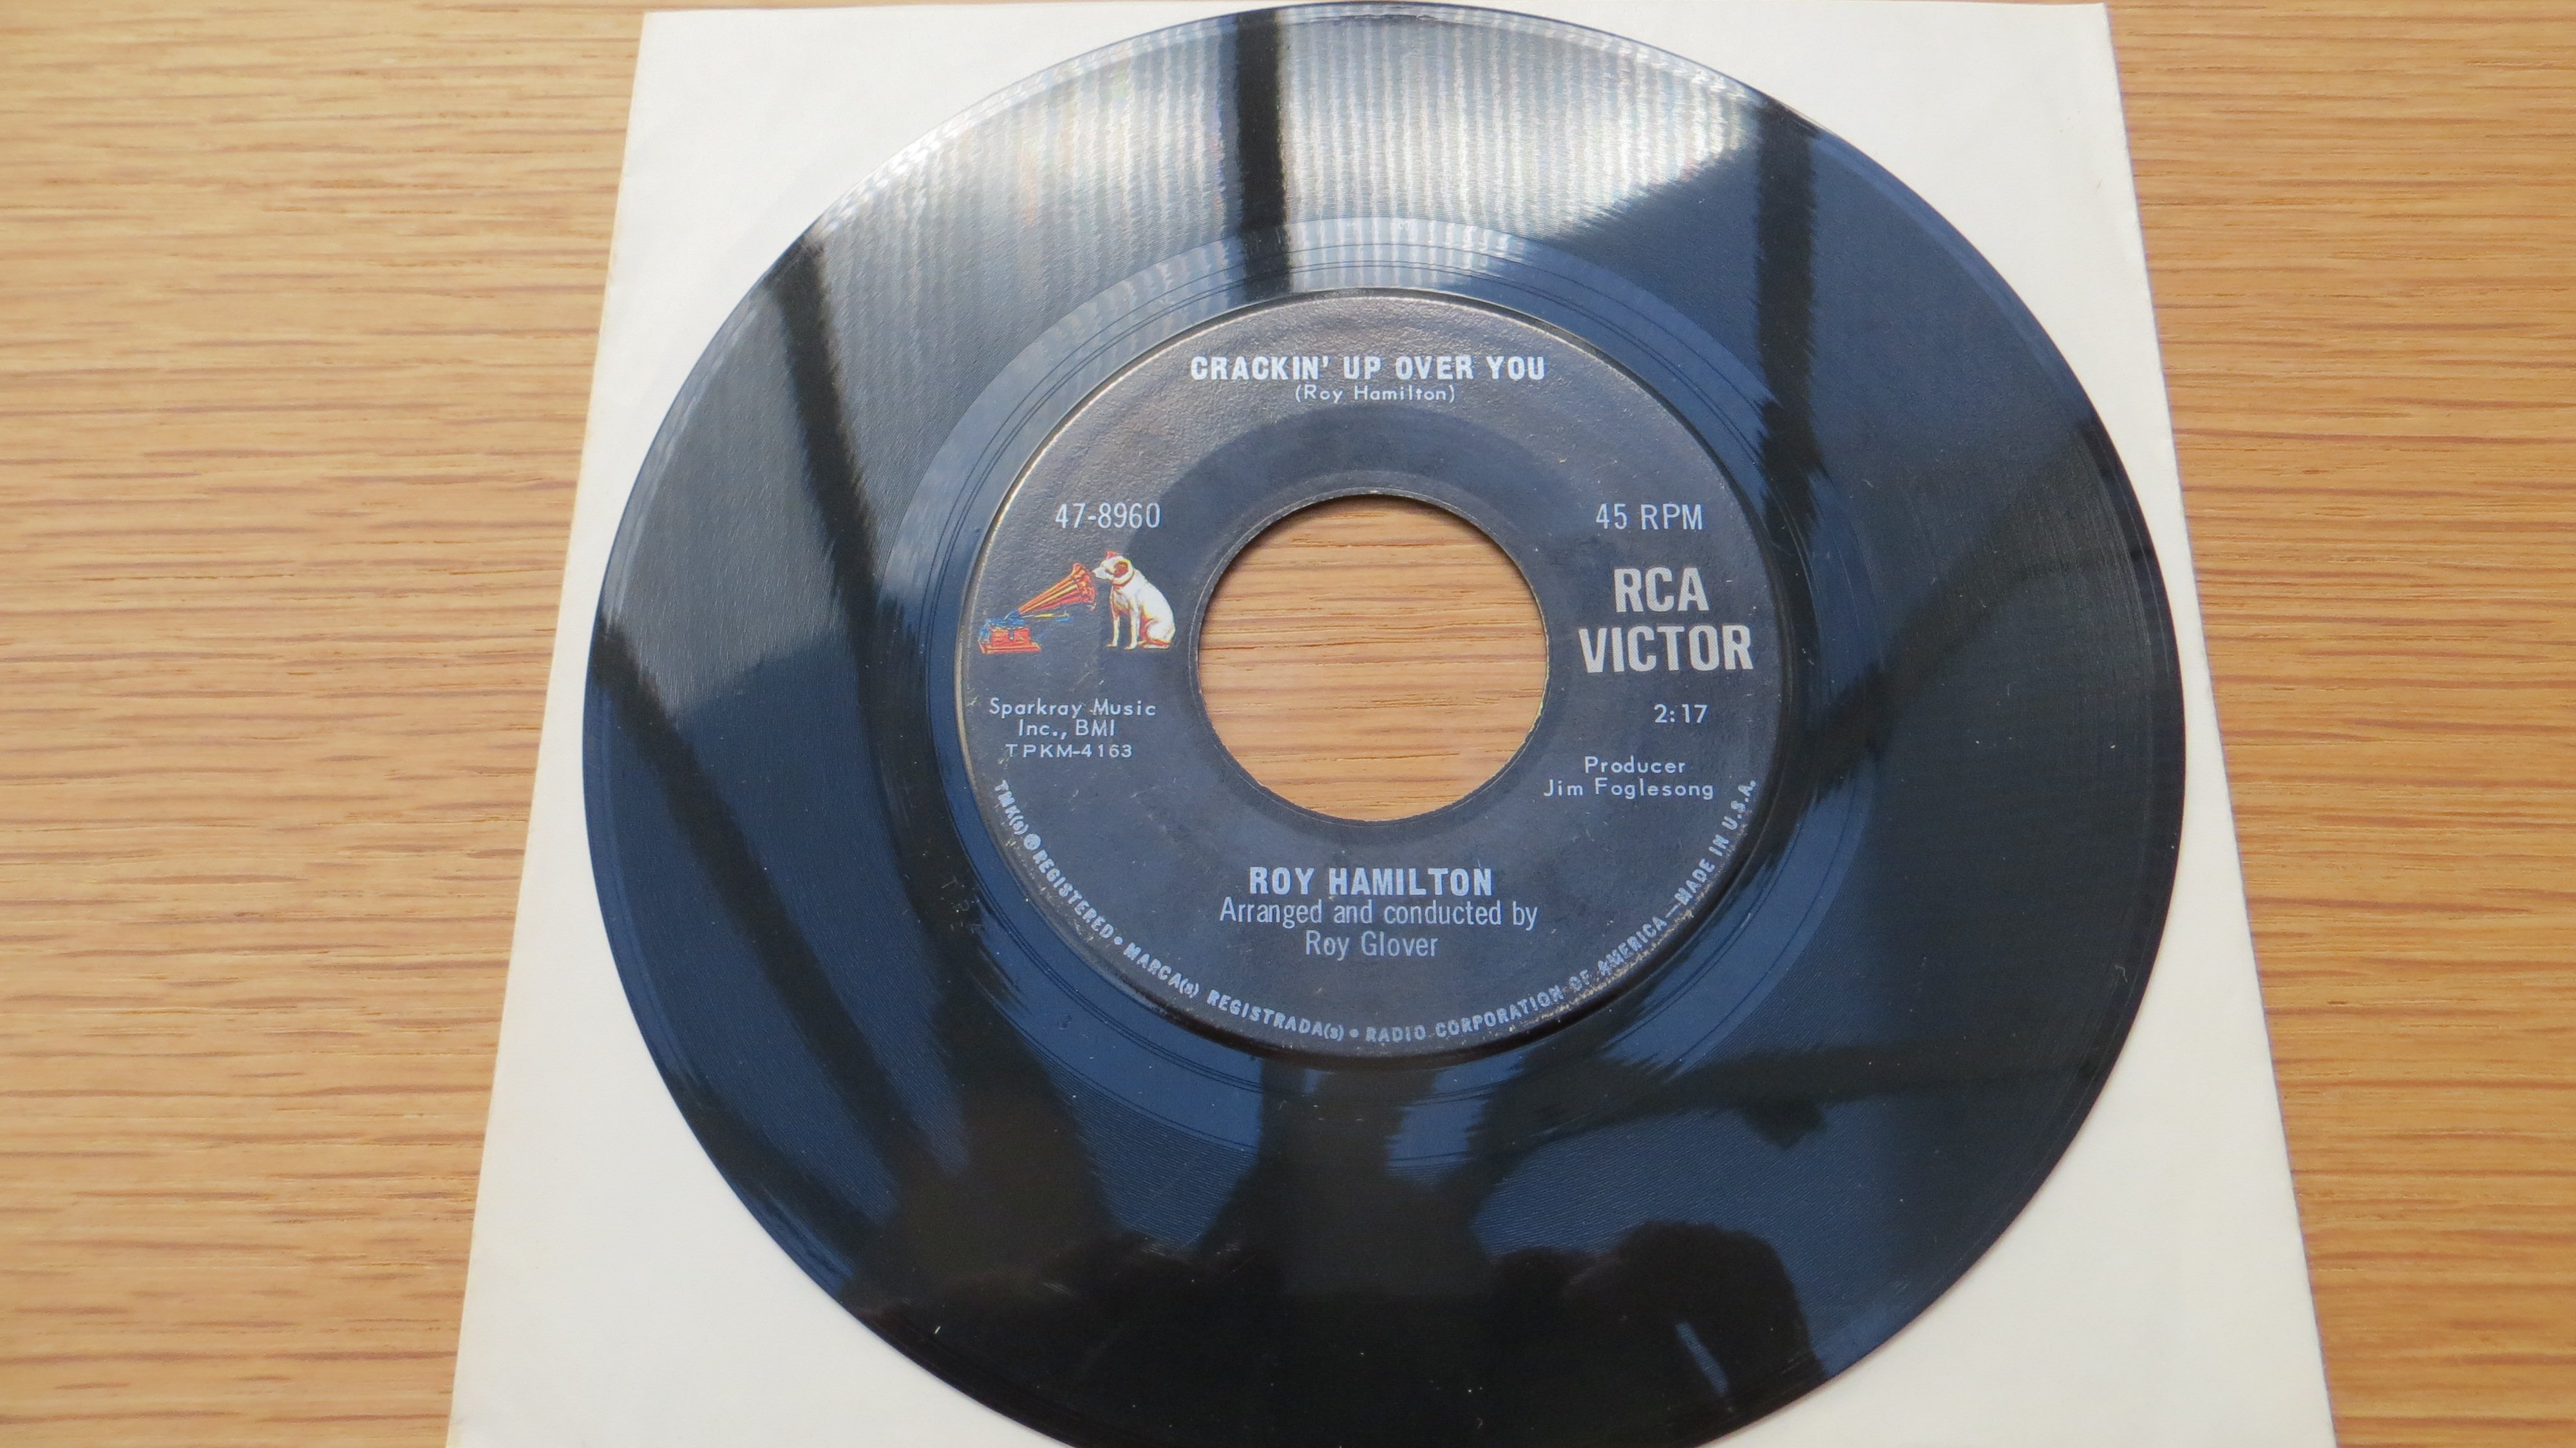 CRACKIN' UP OVER YOU
(Roy Hamilton)
47-8960
45 RPM
RCA
VICTOR
Sparkray Music
Inc., BMI
TPKM-4163
2:17
Producer
Jim Foglesong
ROY HAMILTON
Arranged and conducted by
Roy Glover
TMK(s) ® REGISTERED • MARCA(s) REGISTRADA(s) • RADIO CORPORATION OF AMERICA—MADE IN U.S.A.